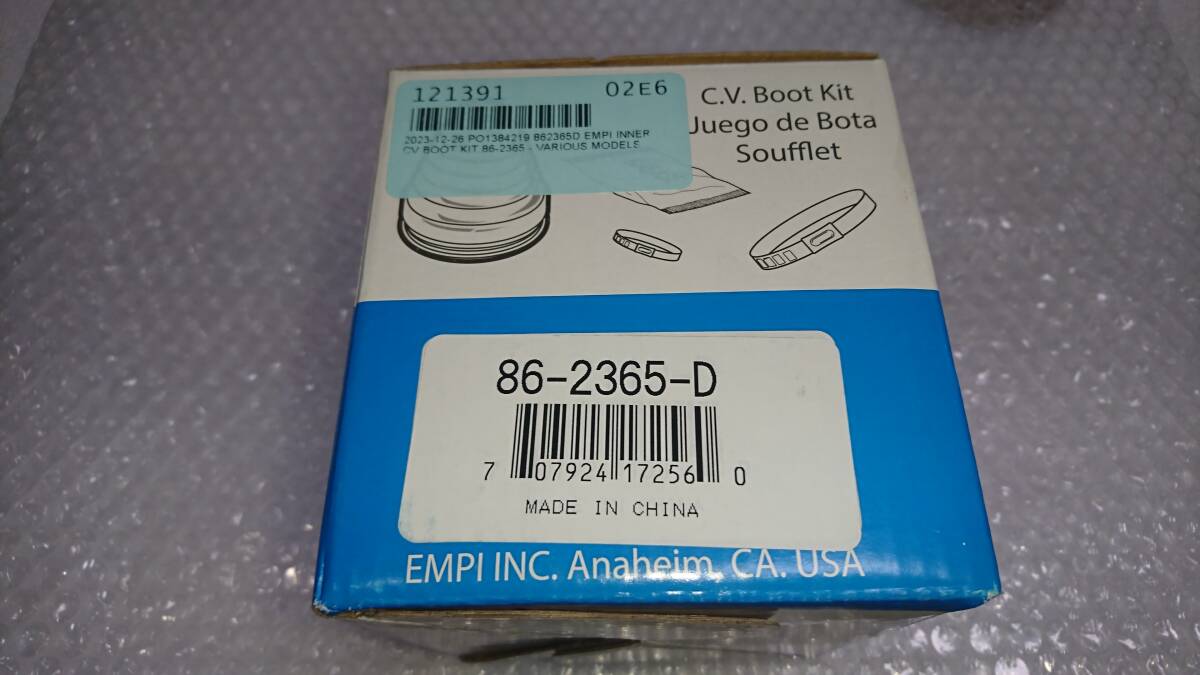 121391 02E6
2023-12-26 PO1384219 862365D EMPI INNER
CV BOOT KIT 86-2365 - VARIOUS MODELS
C.V. Boot Kit
Juego de Bota
Soufflet
86-2365-D
7 07924 17256 0
MADE IN CHINA
EMPI INC. Anaheim, CA. USA